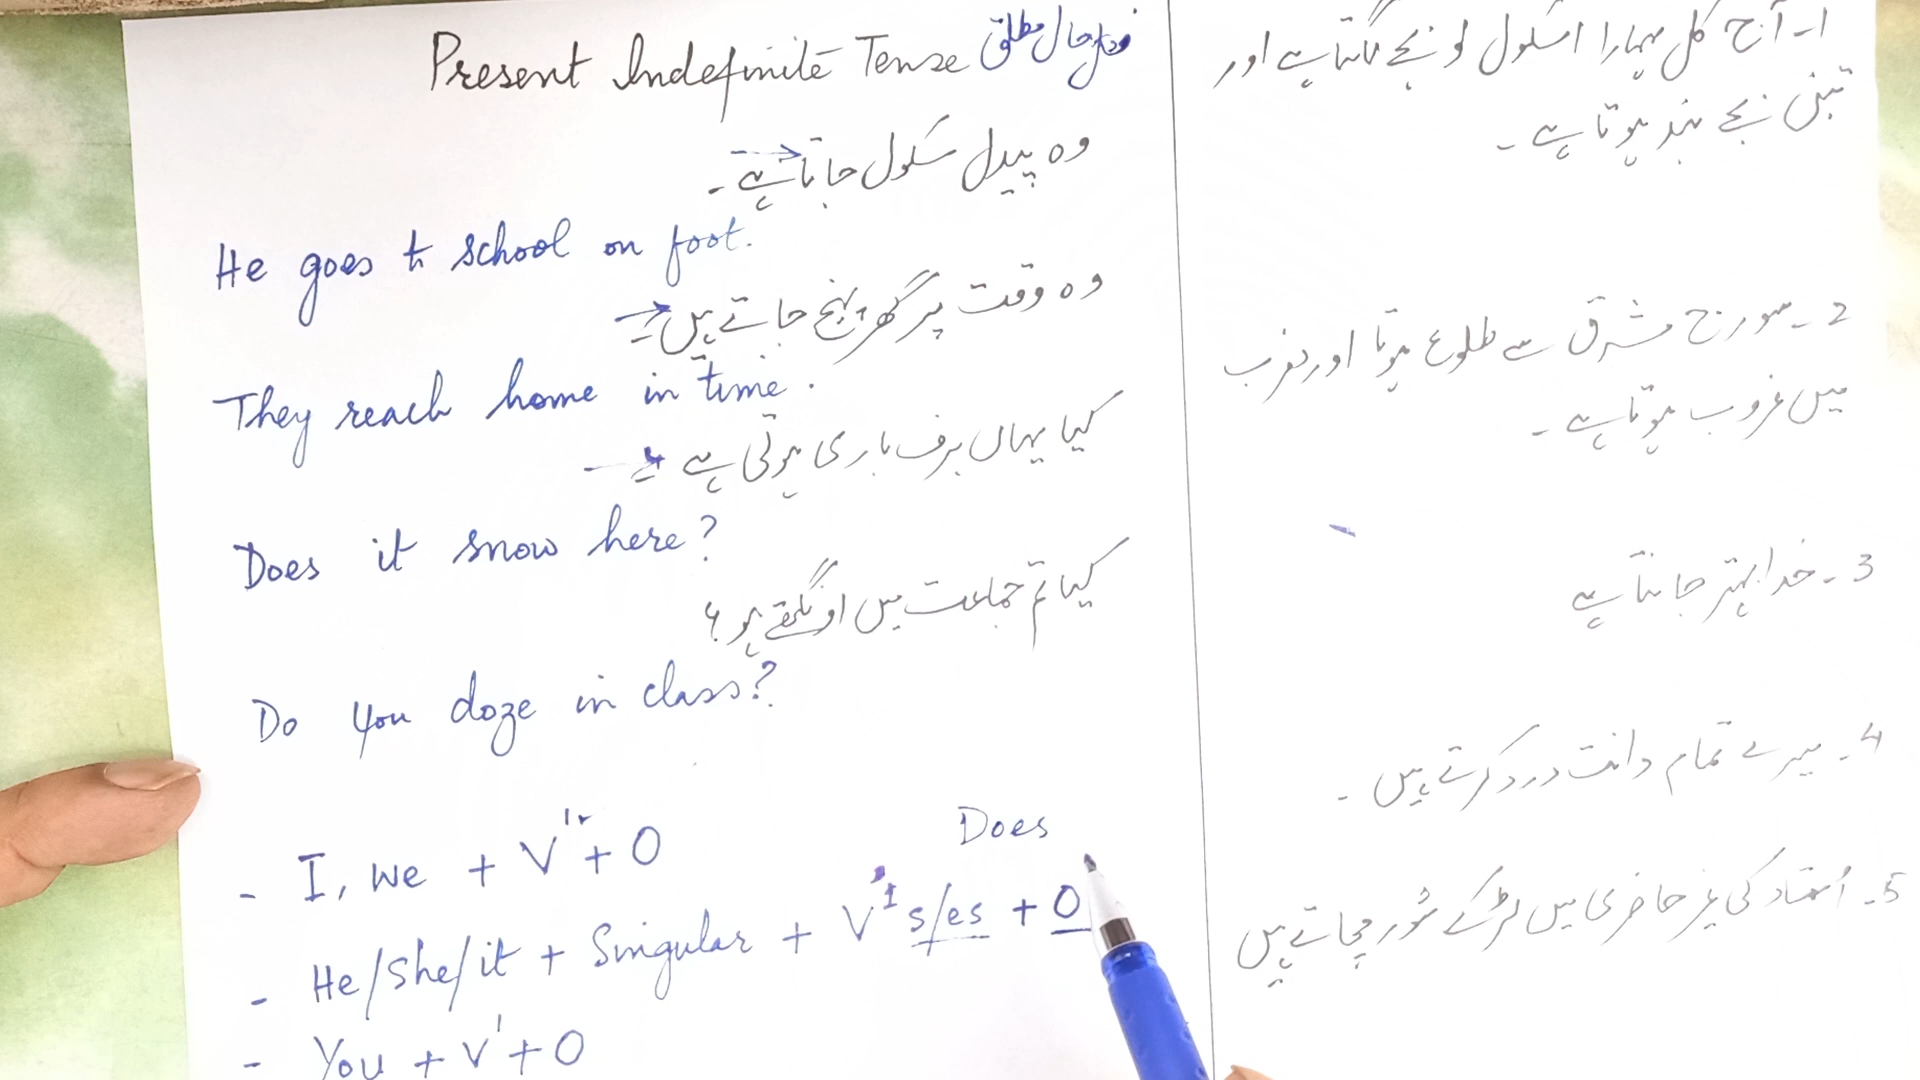 Present Indefinite Tense فعل حال مطلق
وہ پیدل سکول جاتا ہے۔
He goes to school on foot.
وہ وقت پر گھر پہنچ جاتے ہیں۔
They reach home in time.
کیا یہاں برف باری ہوتی ہے
Does it snow here?
کیا تم جماعت میں اونگھتے ہو؟
Do you doze in class?
- I, we + V¹ + O
Does
- He/She/it + Singular + V¹ s/es + O
- You + V¹ + O
1۔ آج کل ہمارا اسکول نو بجے لگتا ہے اور
تین بجے بند ہوتا ہے۔
2۔ سورج مشرق سے طلوع ہوتا اور مغرب
میں غروب ہوتا ہے۔
3۔ خدا بہتر جانتا ہے
4۔ میرے تمام دانت درد کرتے ہیں۔
5۔ اُستاد کی غیر حاضری میں لڑکے شور مچاتے ہیں